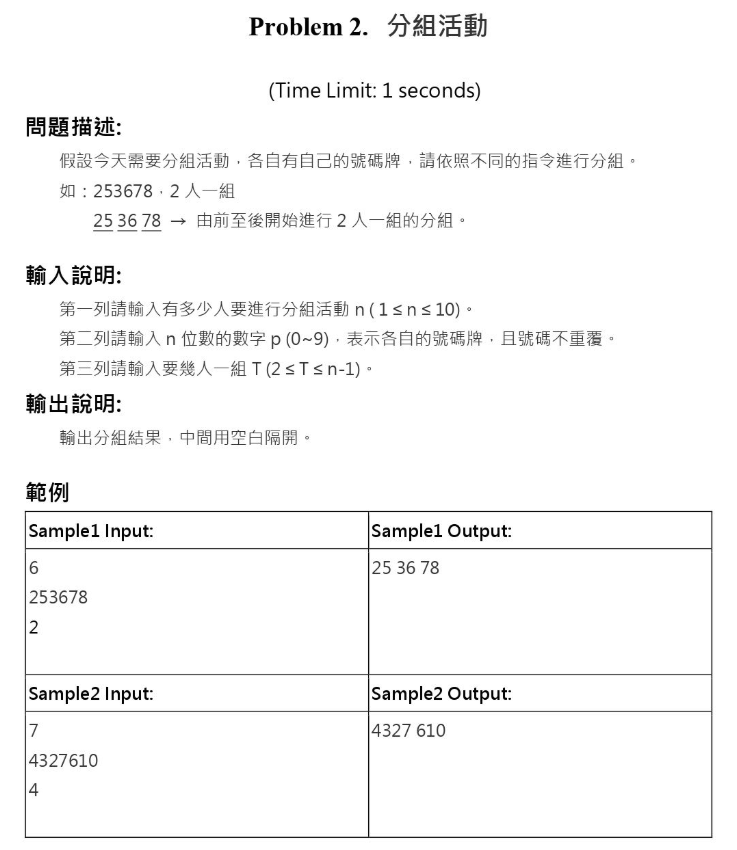 Problem 2. 分組活動
(Time Limit: 1 seconds)
問題描述:
假設今天需要分組活動，各自有自己的號碼牌，請依照不同的指令進行分組。
如：253678，2 人一組
25 36 78 → 由前至後開始進行 2 人一組的分組。
輸入說明:
第一列請輸入有多少人要進行分組活動 n ( 1 ≤ n ≤ 10)。
第二列請輸入 n 位數的數字 p (0~9)，表示各自的號碼牌，且號碼不重覆。
第三列請輸入要幾人一組 T (2 ≤ T ≤ n-1)。
輸出說明:
輸出分組結果，中間用空白隔開。
範例
Sample1 Input:
Sample1 Output:
6
253678
2
25 36 78
Sample2 Input:
Sample2 Output:
7
4327610
4
4327 610